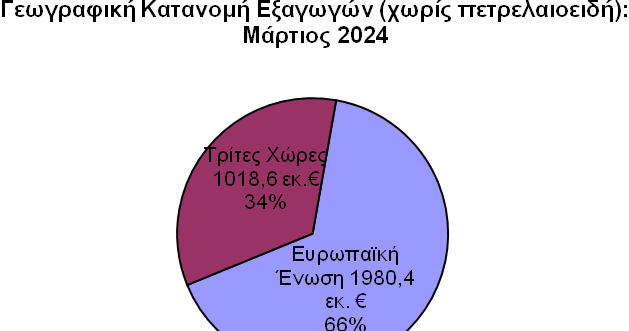 Γεωγραφική Κατανομή Εξαγωγών (χωρίς πετρελαιοειδή):
Μάρτιος 2024
Τρίτες Χώρες
1018,6 εκ.€
34%
Ευρωπαϊκή
Ένωση 1980,4
εκ. €
66%